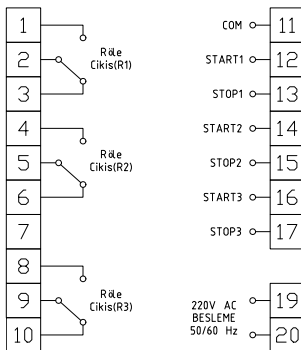 1
2
3
4
5
6
7
8
9
10
Röle
Cikis(R1)
Röle
Cikis(R2)
Röle
Cikis(R3)
COM 11
START1 12
STOP1 13
START2 14
STOP2 15
START3 16
STOP3 17
220V AC
BESLEME
50/60 Hz
19
20